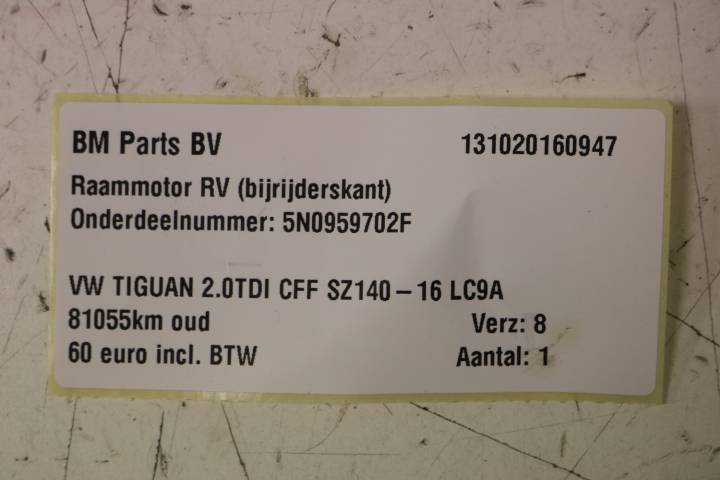 BM Parts BV 131020160947
Raammotor RV (bijrijderskant)
Onderdeelnummer: 5N0959702F
VW TIGUAN 2.0TDI CFF SZ140-16 LC9A
81055km oud Verz: 8
60 euro incl. BTW Aantal: 1